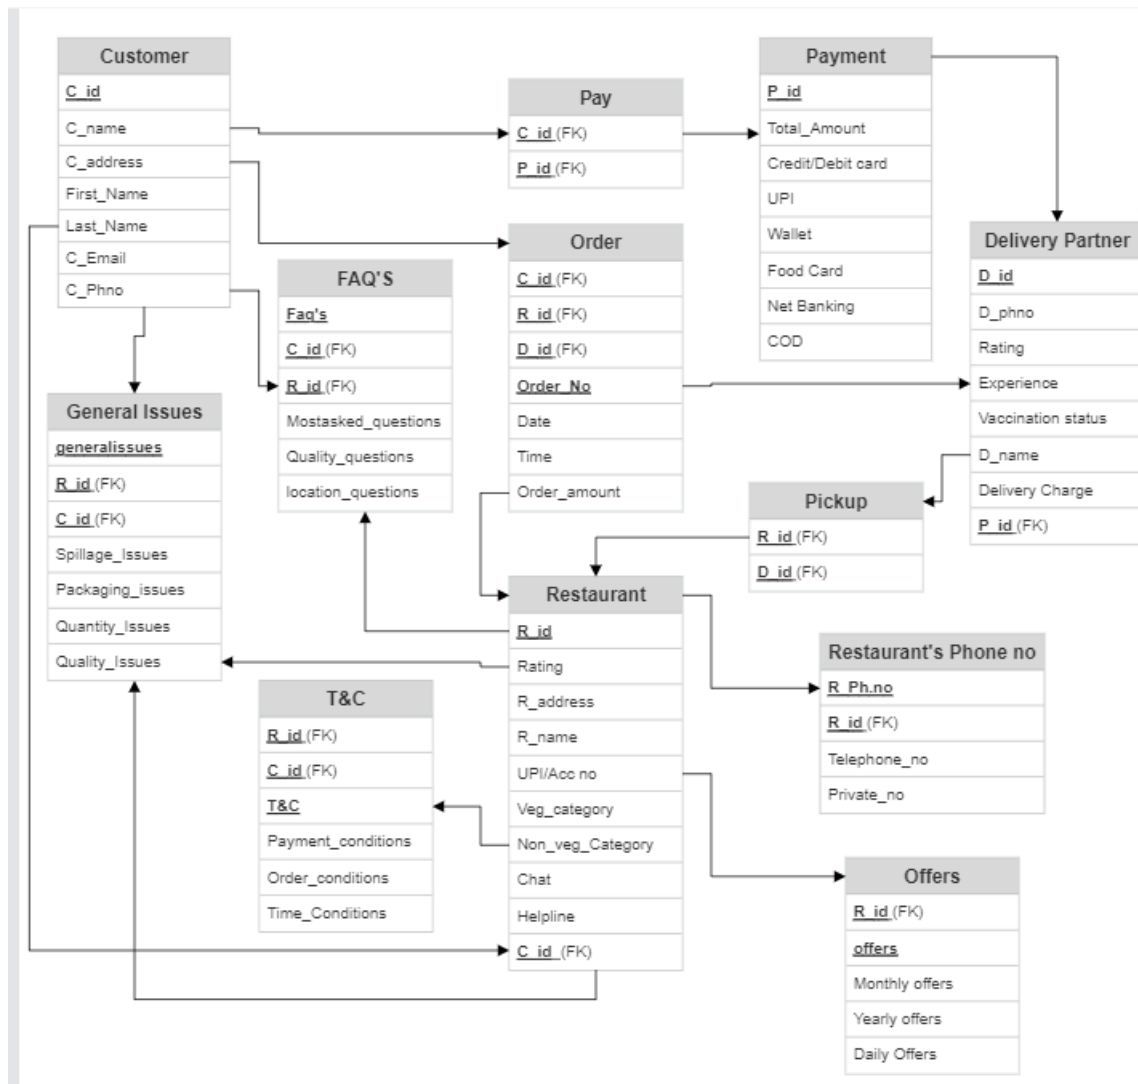 Customer
C_id
C_name
C_address
First_Name
Last_Name
C_Email
C_Phno
Pay
C_id (FK)
P_id (FK)
Payment
P_id
Total_Amount
Credit/Debit card
UPI
Wallet
Food Card
Net Banking
COD
Order
C_id (FK)
R_id (FK)
D_id (FK)
Order_No
Date
Time
Order_amount
Delivery Partner
D_id
D_phno
Rating
Experience
Vaccination status
D_name
Delivery Charge
P_id (FK)
FAQ'S
Faq's
C_id (FK)
R_id (FK)
Mostasked_questions
Quality_questions
location_questions
General Issues
generalissues
R_id (FK)
C_id (FK)
Spillage_Issues
Packaging_issues
Quantity_Issues
Quality_Issues
Pickup
R_id (FK)
D_id (FK)
Restaurant
R_id
Rating
R_address
R_name
UPI/Acc no
Veg_category
Non_veg_Category
Chat
Helpline
C_id (FK)
Restaurant's Phone no
R_Ph.no
R_id (FK)
Telephone_no
Private_no
T&C
R_id (FK)
C_id (FK)
T&C
Payment_conditions
Order_conditions
Time_Conditions
Offers
R_id (FK)
offers
Monthly offers
Yearly offers
Daily Offers